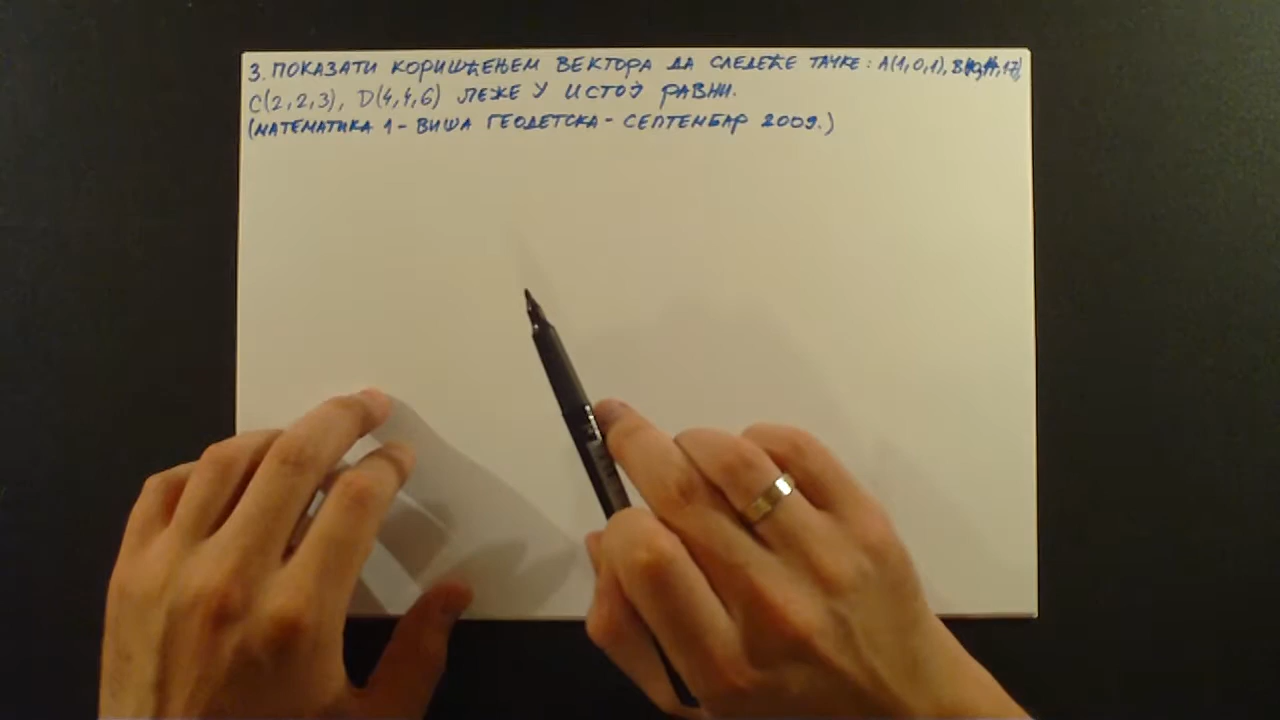 3. ПОКАЗАТИ КОРИШЋЕЊЕМ ВЕКТОРА ДА СЛЕДЕЋЕ ТАЧКЕ: A(1,0,1),
C(2,2,3), D(4,4,6) ЛЕЖЕ У ИСТОЈ РАВНИ.
(МАТЕМАТИКА 1 - ВИША ГЕОДЕТСКА - СЕПТЕМБАР 2009.)